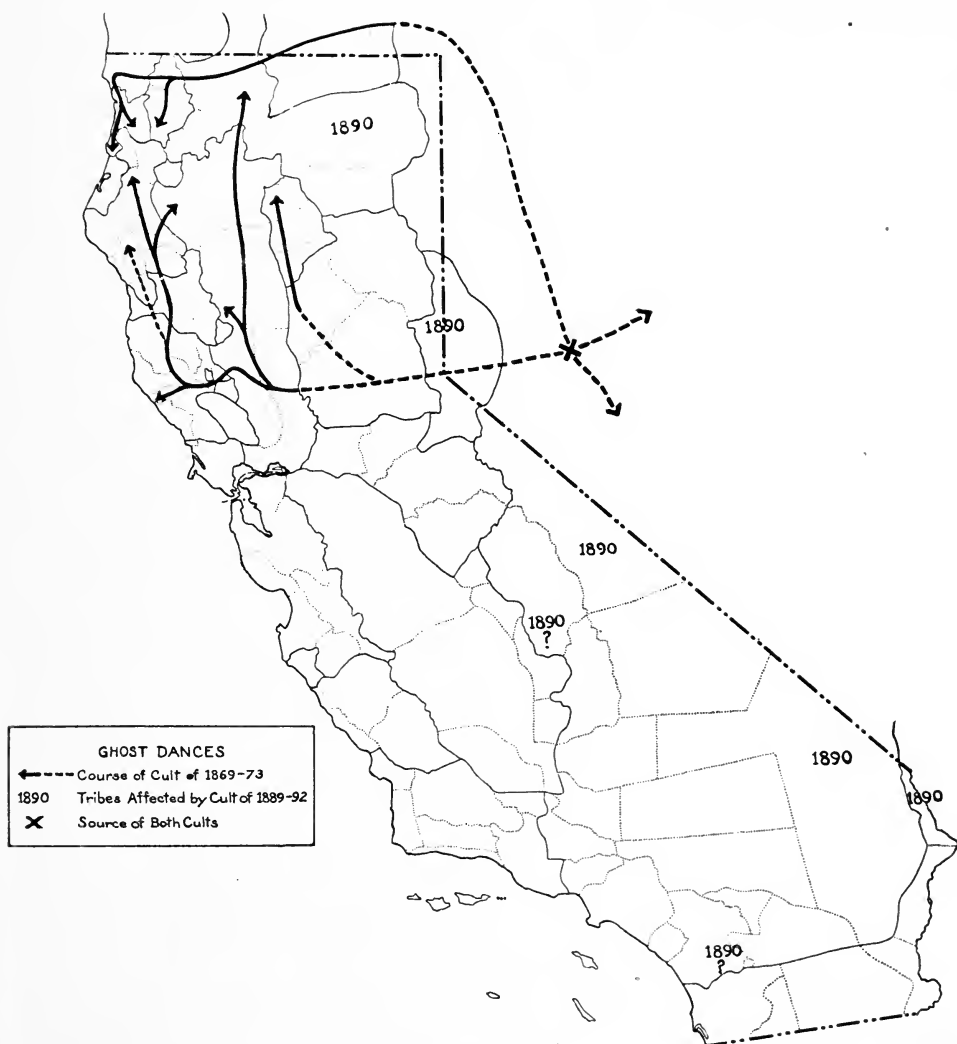 1890
1890
1890
1890
?
GHOST DANCES
Course of Cult of 1869-73
1890 Tribes Affected by Cult of 1889-92
X Source of Both Cults
1890
1890
1890
?